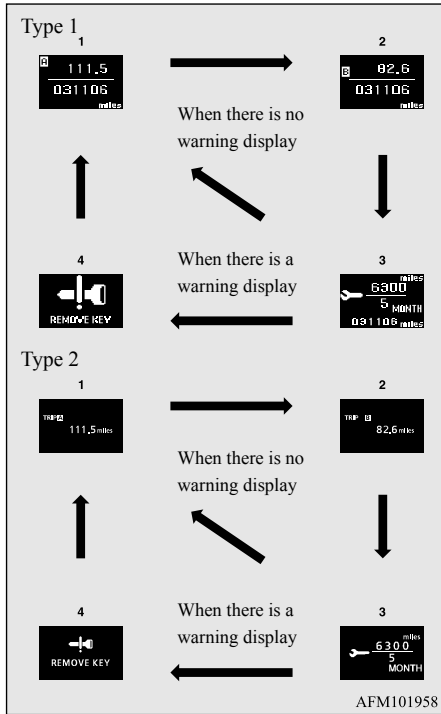 Type 1
1
2
A
111.5
031106
miles
B
82.6
031106
miles
When there is no
warning display
4
When there is a
warning display
3
REMOVE KEY
miles
6300
5 MONTH
031106 miles
Type 2
1
2
TRIP A
111.5 miles
TRIP B
82.6 miles
When there is no
warning display
4
When there is a
warning display
3
REMOVE KEY
miles
6300
5
MONTH
AFM101958